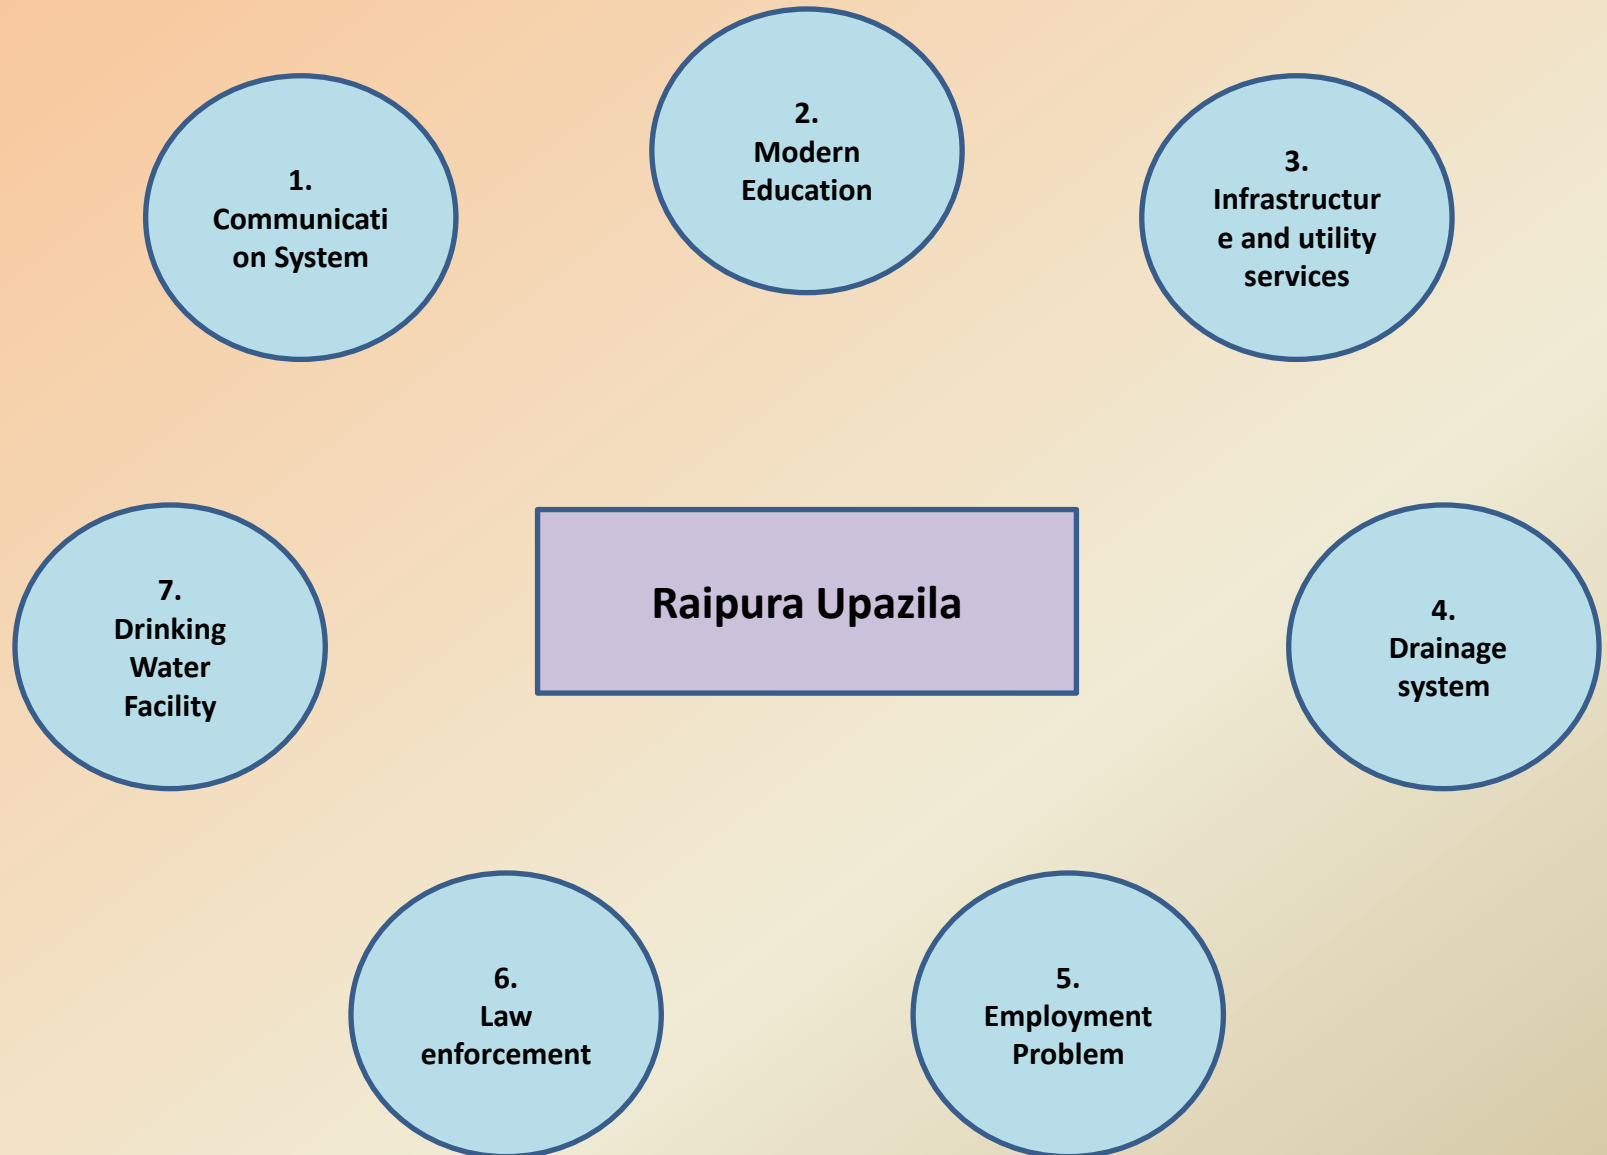 1.
Communicati
on System
2.
Modern
Education
3.
Infrastructur
e and utility
services
7.
Drinking
Water
Facility
Raipura Upazila
4.
Drainage
system
6.
Law
enforcement
5.
Employment
Problem